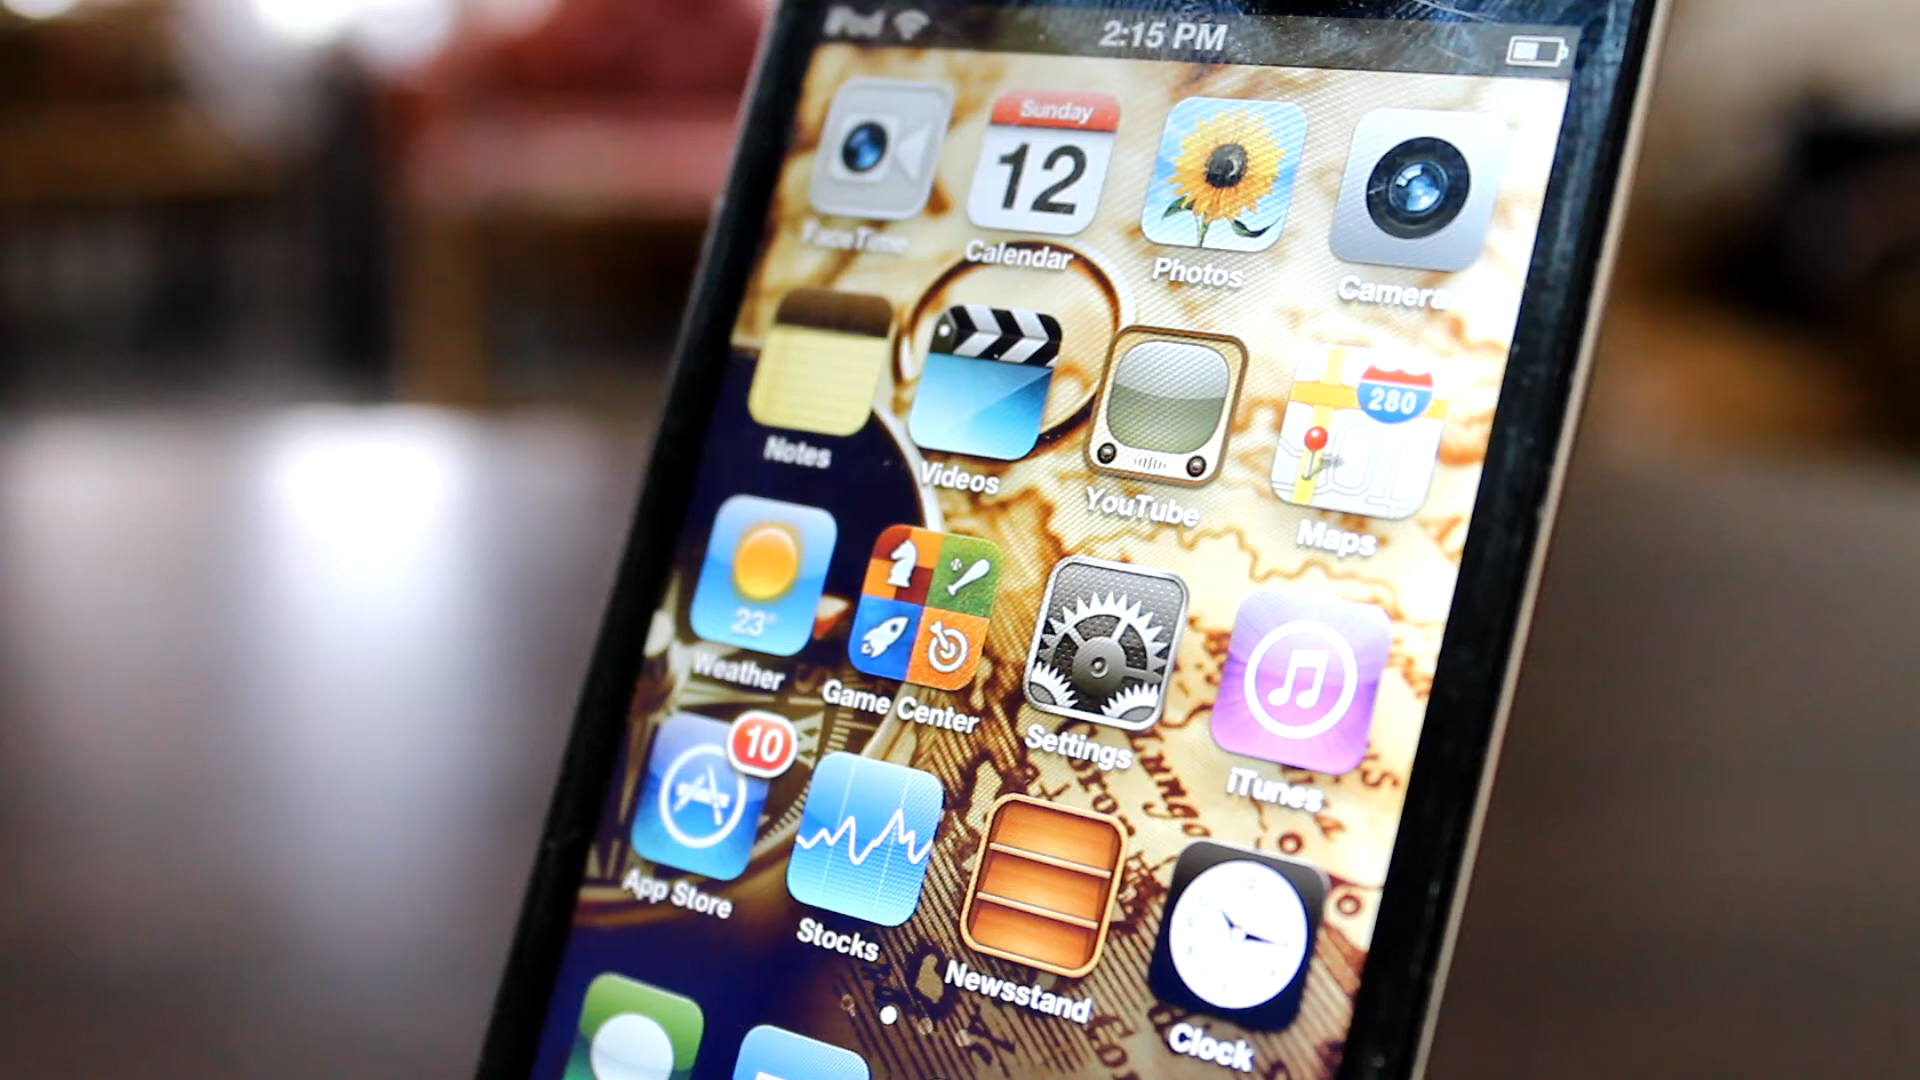 iPod 2:15 PM
Sunday
12
FaceTime Calendar Photos Camera
280
Notes Videos YouTube Maps
23°
Weather Game Center Settings iTunes
10
App Store Stocks Newsstand Clock